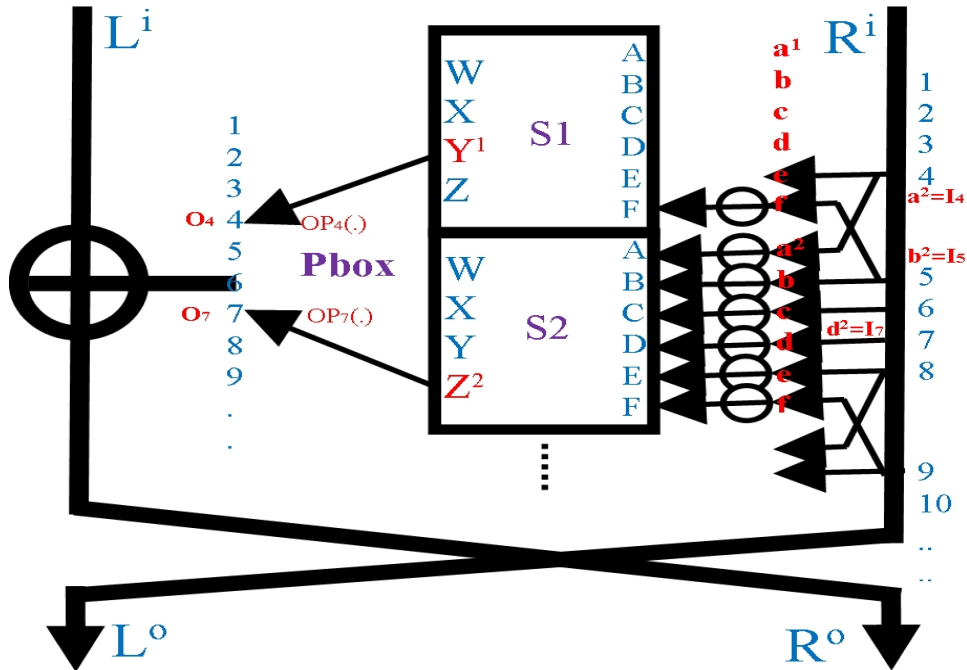 Lⁱ
Rⁱ
1
2
3
4
5
6
7
8
9
.
.
O₄
O₇
OP₄(.)
Pbox
OP₇(.)
W
X
Y¹
Z
S1
A
B
C
D
E
F
W
X
Y
Z²
S2
A
B
C
D
E
F
a¹
b
c
d
e
f
a²
b
c
d
e
f
1
2
3
4
a²=I₄
b²=I₅
5
6
d²=I₇
7
8
9
10
..
..
Lº
Rº